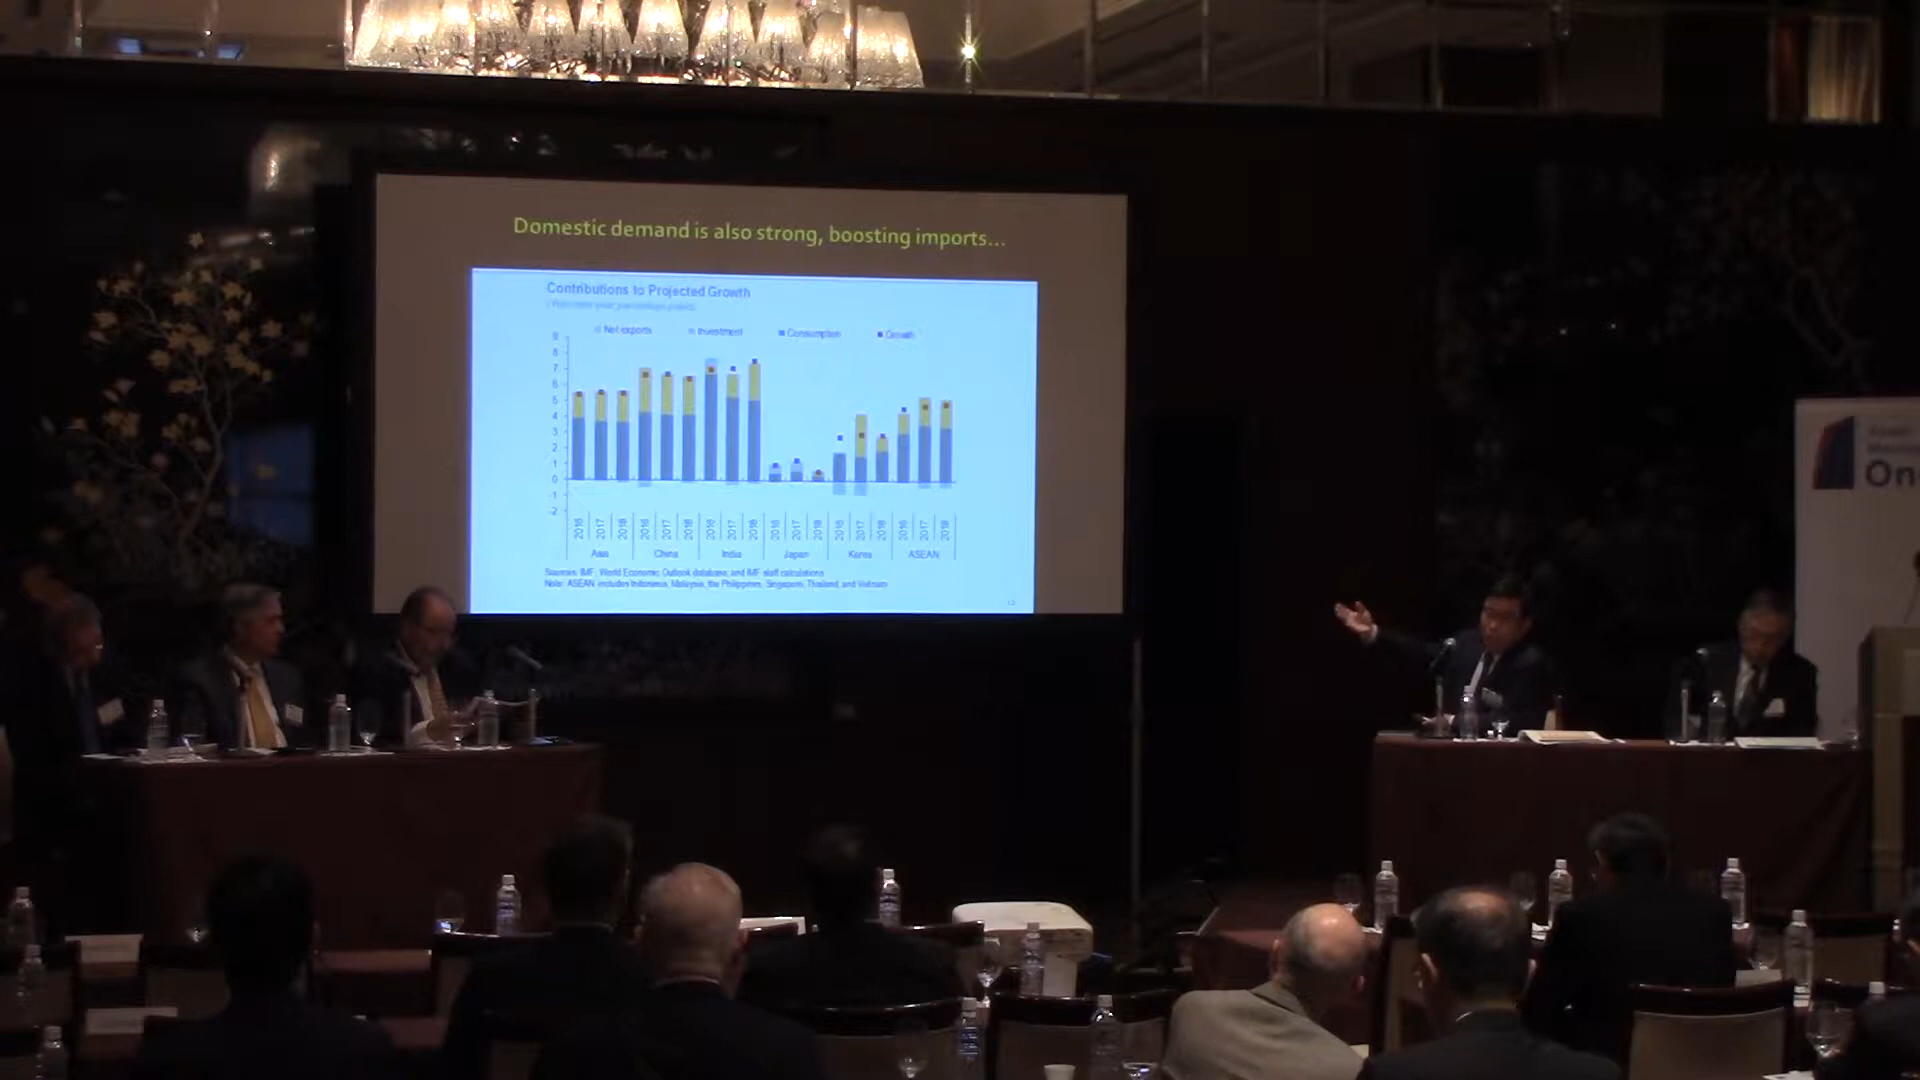 Domestic demand is also strong, boosting imports...
Contributions to Projected Growth
Net exports Investment Consumption Growth
9
8
7
6
5
4
3
2
1
0
-1
-2
2016 2017 2018 2016 2017 2018 2016 2017 2018 2016 2017 2018 2016 2017 2018 2016 2017 2018
Asia China India Japan Korea ASEAN
Sources: IMF, World Economic Outlook database; and IMF staff calculations
Note: ASEAN includes Indonesia, Malaysia, the Philippines, Singapore, Thailand, and Vietnam